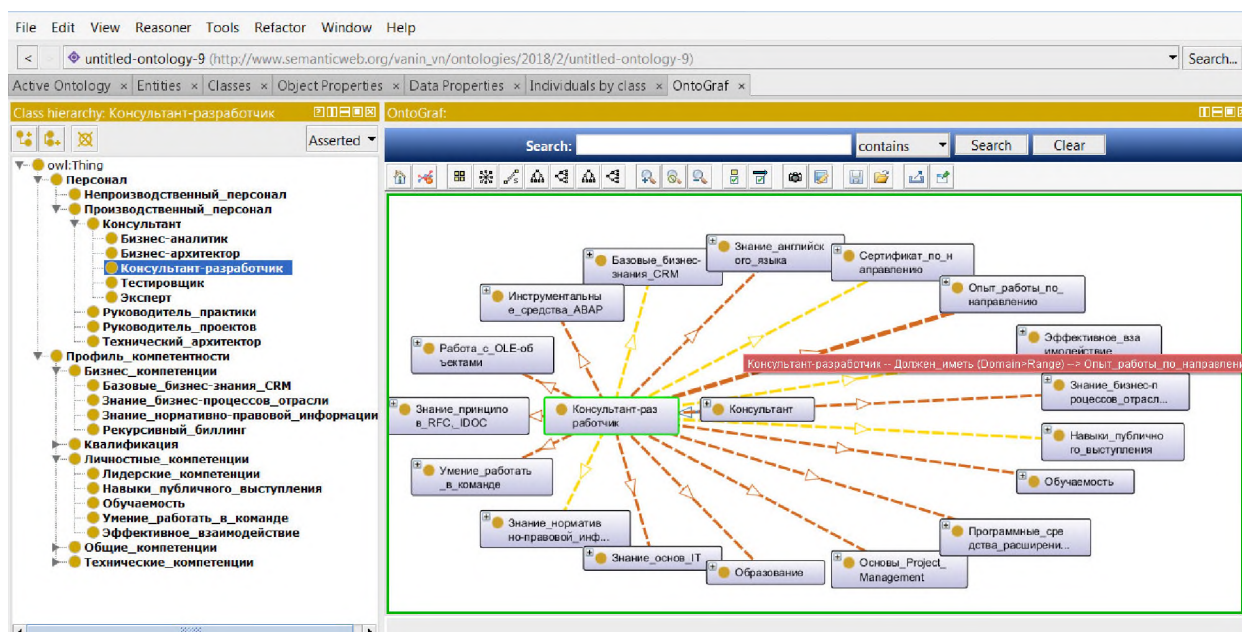 File Edit View Reasoner Tools Refactor Window Help
< > untitled-ontology-9 (http://www.semanticweb.org/vanin_vn/ontologies/2018/2/untitled-ontology-9) Search...
Active Ontology × Entities × Classes × Object Properties × Data Properties × Individuals by class × OntoGraf ×
Class hierarchy: Консультант-разработчик
Asserted
owl:Thing
Персонал
Непроизводственный_персонал
Производственный_персонал
Консультант
Бизнес-аналитик
Бизнес-архитектор
Консультант-разработчик
Тестировщик
Эксперт
Руководитель_практики
Руководитель_проектов
Технический_архитектор
Профиль_компетентности
Бизнес_компетенции
Базовые_бизнес-знания_CRM
Знание_бизнес-процессов_отрасли
Знание_нормативно-правовой_информации
Рекурсивный_биллинг
Квалификация
Личностные_компетенции
Лидерские_компетенции
Навыки_публичного_выступления
Обучаемость
Умение_работать_в_команде
Эффективное_взаимодействие
Общие_компетенции
Технические_компетенции
OntoGraf:
Search: contains Search Clear
Базовые_бизнес-
знания_CRM
Знание_английск
ого_языка
Сертификат_по_н
аправлению
Инструментальны
е_средства_ABAP
Опыт_работы_по_
направлению
Работа_с_OLE-об
ъектами
Эффективное_вза
имодействие
Консультант-разработчик -- Должен_иметь (Domain>Range) --> Опыт_работы_по_направлени
Знание_принципо
в_RFC,_IDOC
Консультант-раз
работчик
Консультант
Знание_бизнес-п
роцессов_отрасл...
Навыки_публично
го_выступления
Умение_работать
_в_команде
Обучаемость
Знание_норматив
но-правовой_инф...
Знание_основ_IT
Образование
Основы_Project_
Management
Программные_сре
дства_расширени...